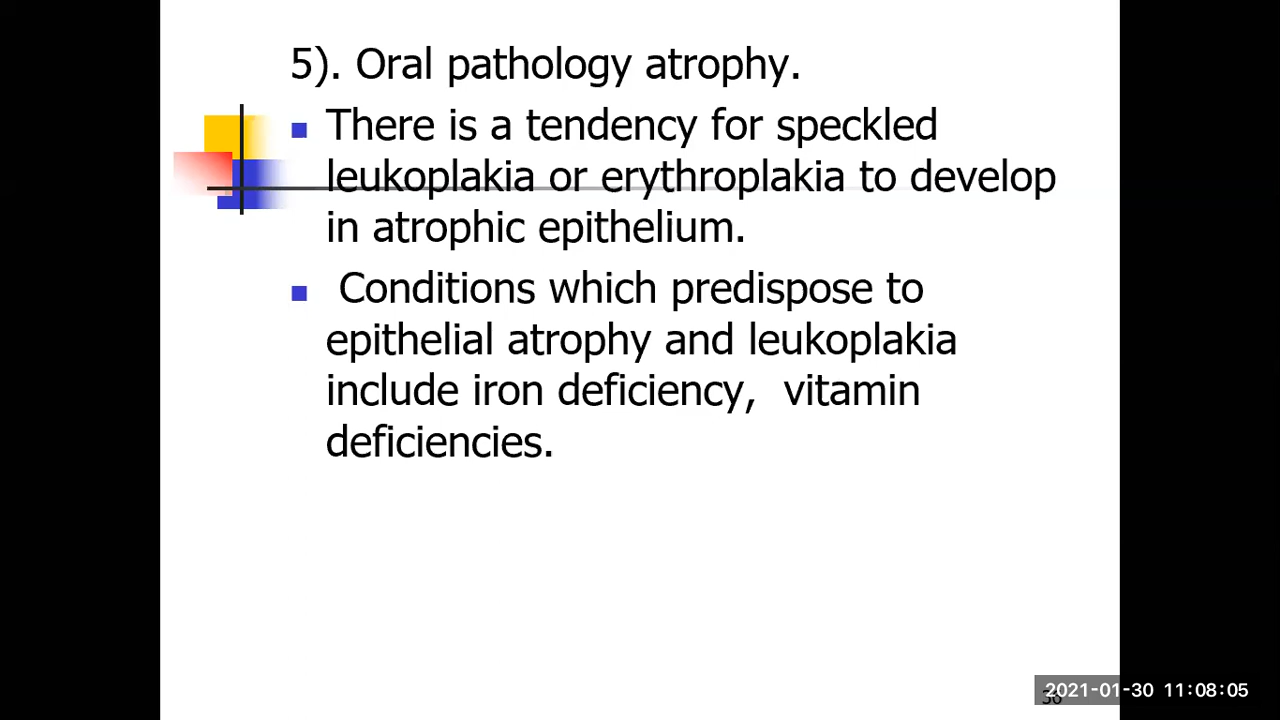 5). Oral pathology atrophy.
There is a tendency for speckled
leukoplakia or erythroplakia to develop
in atrophic epithelium.
Conditions which predispose to
epithelial atrophy and leukoplakia
include iron deficiency,  vitamin
deficiencies.
2021-01-30 11:08:05